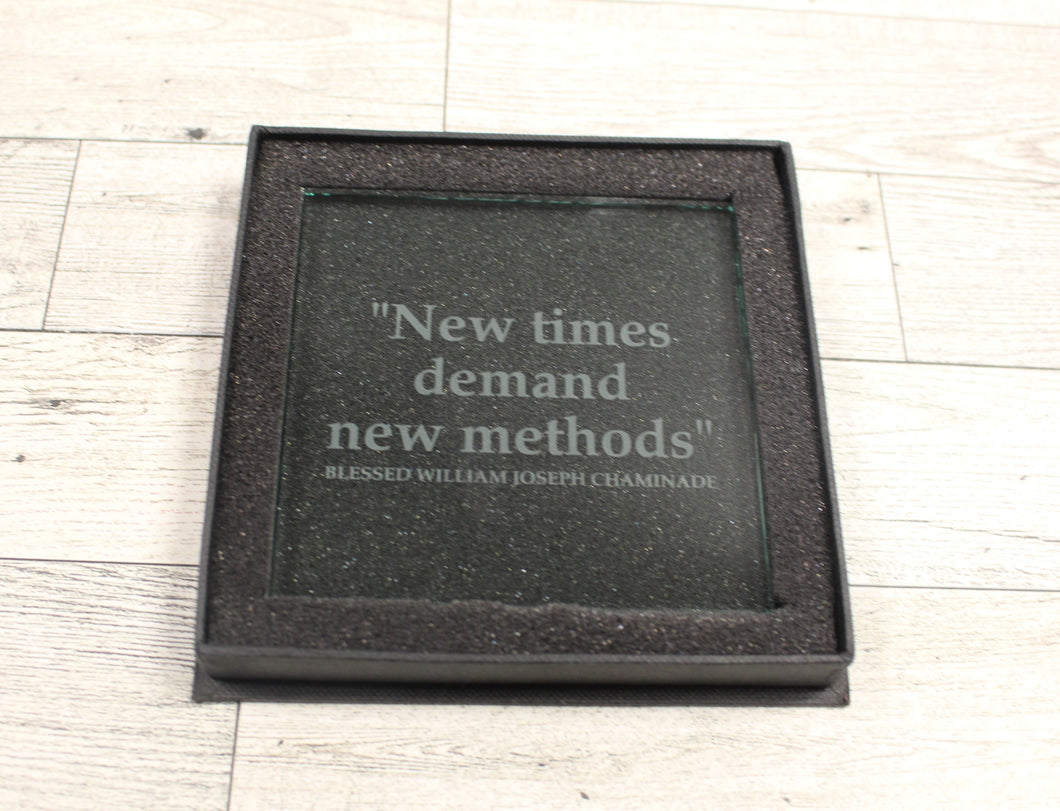 "New times
demand
new methods"
BLESSED WILLIAM JOSEPH CHAMINADE